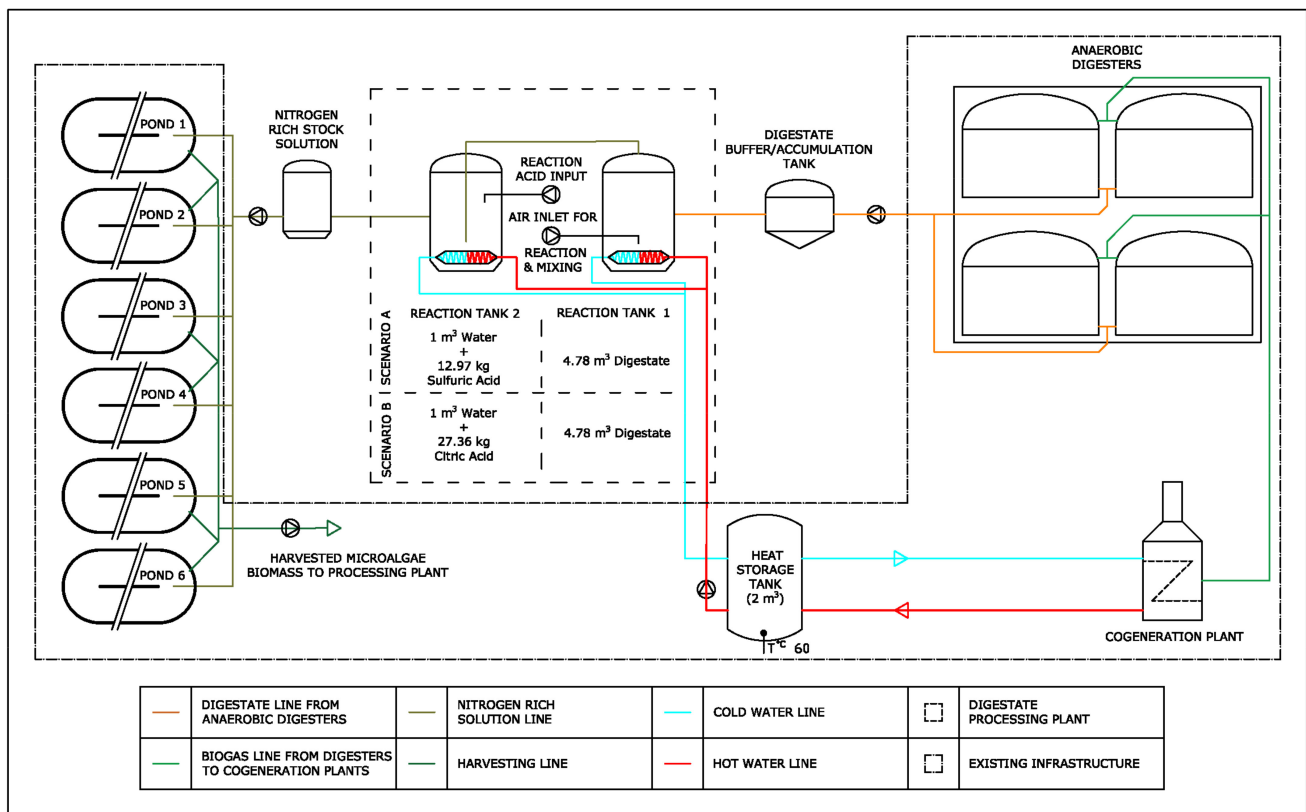 ANAEROBIC
DIGESTERS
POND 1
POND 2
POND 3
POND 4
POND 5
POND 6
NITROGEN
RICH STOCK
SOLUTION
REACTION
ACID INPUT
AIR INLET FOR
REACTION
& MIXING
DIGESTATE
BUFFER/ACCUMULATION
TANK
REACTION TANK 2
REACTION TANK 1
SCENARIO A
1 m³ Water
+
12.97 kg
Sulfuric Acid
4.78 m³ Digestate
SCENARIO B
1 m³ Water
+
27.36 kg
Citric Acid
4.78 m³ Digestate
HARVESTED MICROALGAE
BIOMASS TO PROCESSING PLANT
HEAT
STORAGE
TANK
(2 m³)
T°C 60
COGENERATION PLANT
DIGESTATE LINE FROM
ANAEROBIC DIGESTERS
NITROGEN RICH
SOLUTION LINE
COLD WATER LINE
DIGESTATE
PROCESSING PLANT
BIOGAS LINE FROM DIGESTERS
TO COGENERATION PLANTS
HARVESTING LINE
HOT WATER LINE
EXISTING INFRASTRUCTURE